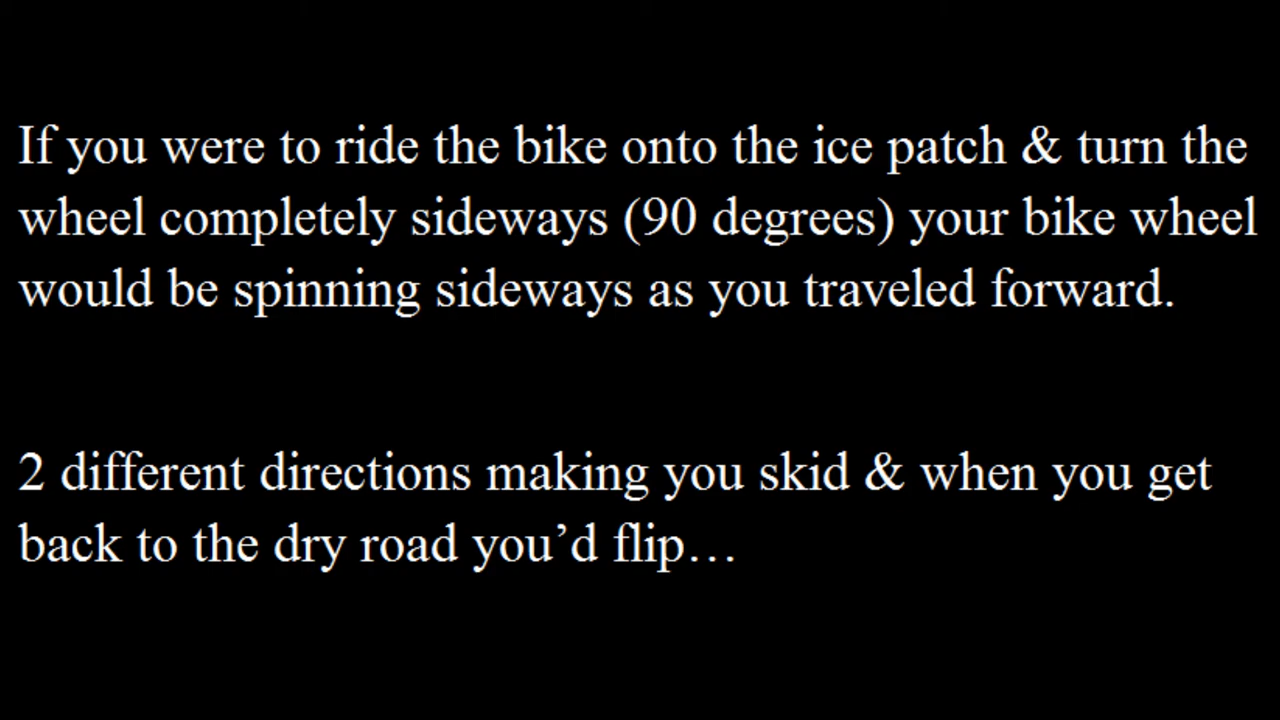 If you were to ride the bike onto the ice patch & turn the
wheel completely sideways (90 degrees) your bike wheel
would be spinning sideways as you traveled forward.
2 different directions making you skid & when you get
back to the dry road you’d flip…